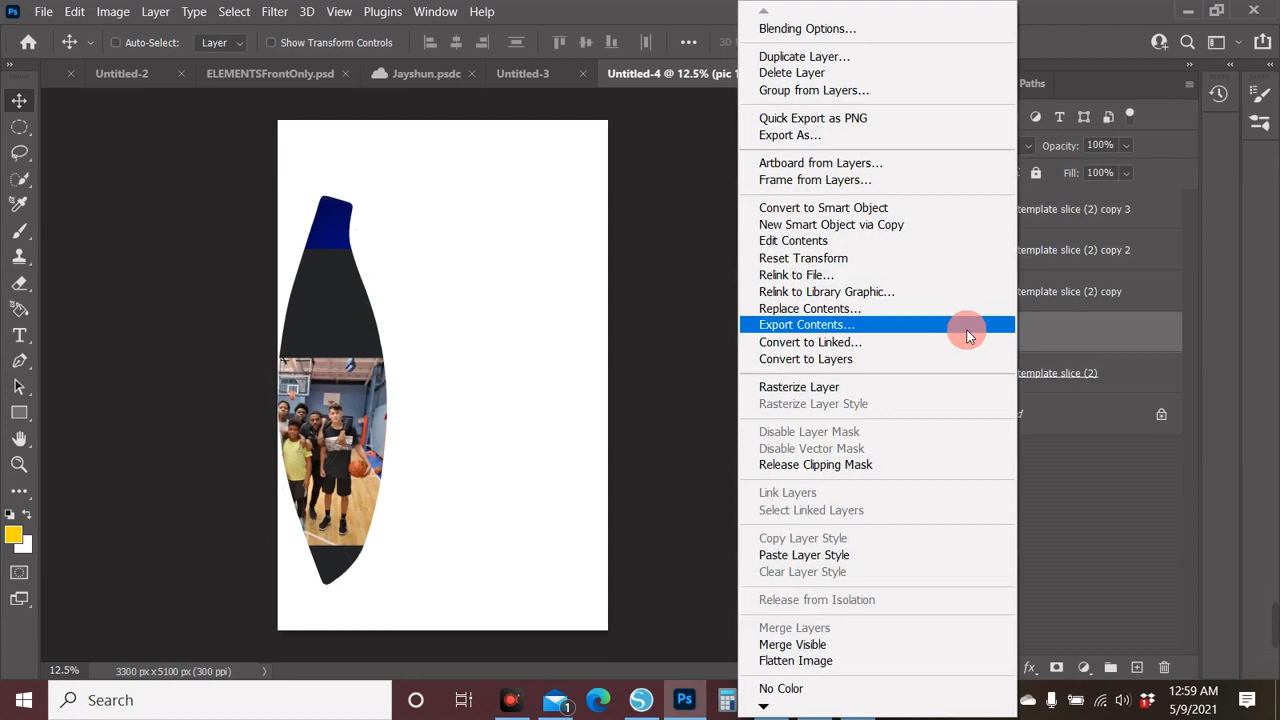 Ps File Edit Image Layer Type Select Filter 3D View Plugins Window Help
Auto-Select: Layer Show Transform Controls
Untitled-2 × ELEMENTSFrontOnly.psd × Jayshun.psdc × Untitled-3 × Untitled-4 @ 12.5% (pic 1
Paths
Opacity: 100%
Fill: 100%
template slice (2) copy 3
template slice (2) copy 2
template slice (2) copy
template slice (2)
Blending Options...
Duplicate Layer...
Delete Layer
Group from Layers...
Quick Export as PNG
Export As...
Artboard from Layers...
Frame from Layers...
Convert to Smart Object
New Smart Object via Copy
Edit Contents
Reset Transform
Relink to File...
Relink to Library Graphic...
Replace Contents...
Export Contents...
Convert to Linked...
Convert to Layers
Rasterize Layer
Rasterize Layer Style
Disable Layer Mask
Disable Vector Mask
Release Clipping Mask
Link Layers
Select Linked Layers
Copy Layer Style
Paste Layer Style
Clear Layer Style
Release from Isolation
Merge Layers
Merge Visible
Flatten Image
No Color
12.5% 3300 px x 5100 px (300 ppi)
Search
1
Ps
12:59 AM
5/9/2021